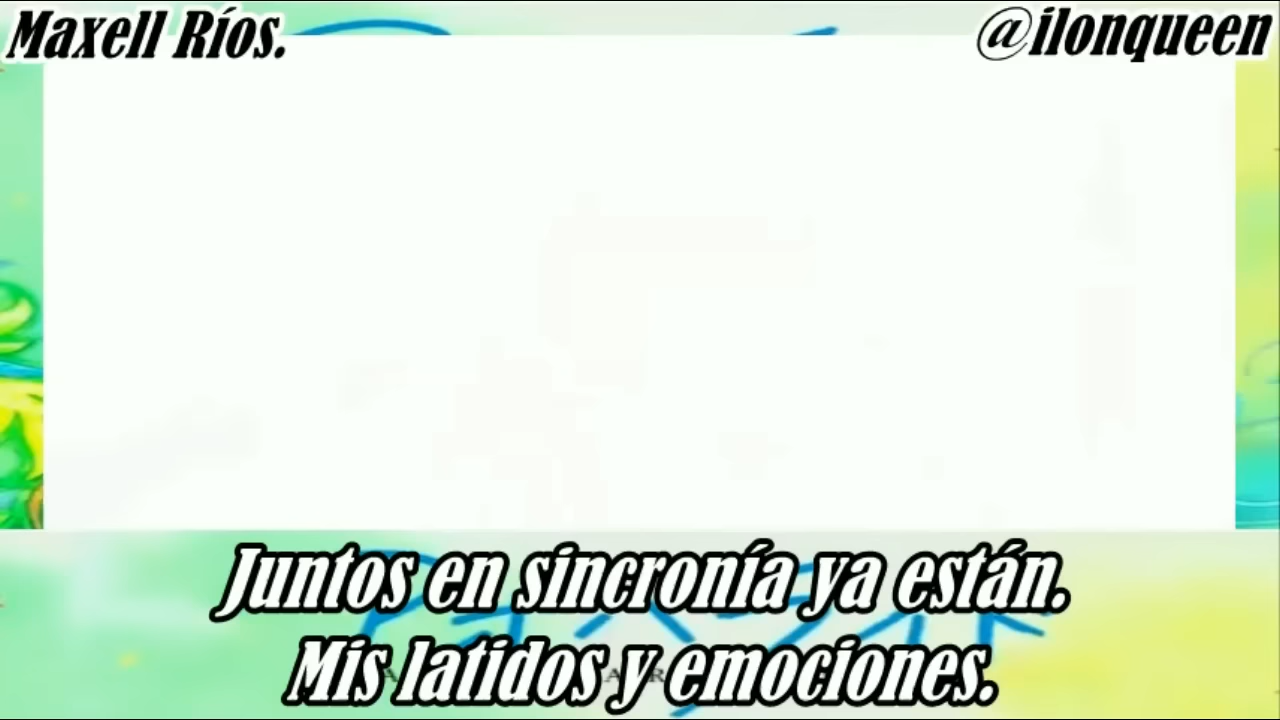 Maxell Ríos.
@ilonqueen
Juntos en sincronía ya están.
Mis latidos y emociones.